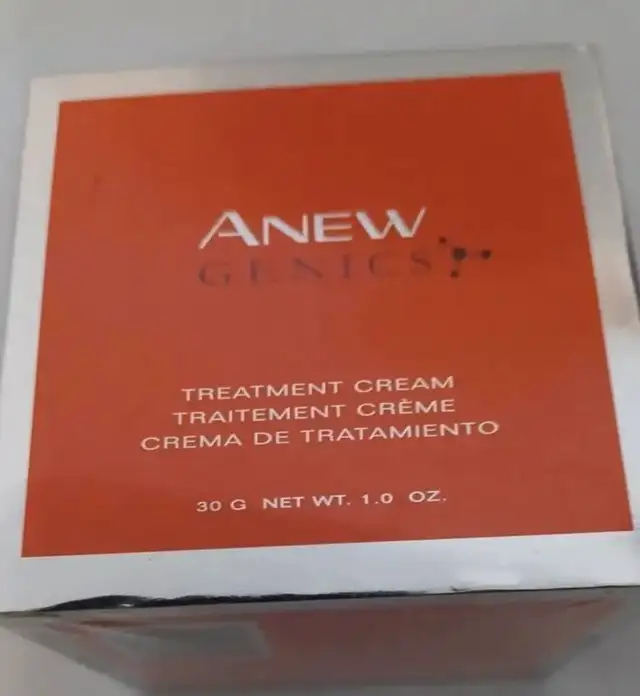 ANEW
GENICS
TREATMENT CREAM
TRAITEMENT CRÈME
CREMA DE TRATAMIENTO
30 G NET WT. 1.0 OZ.